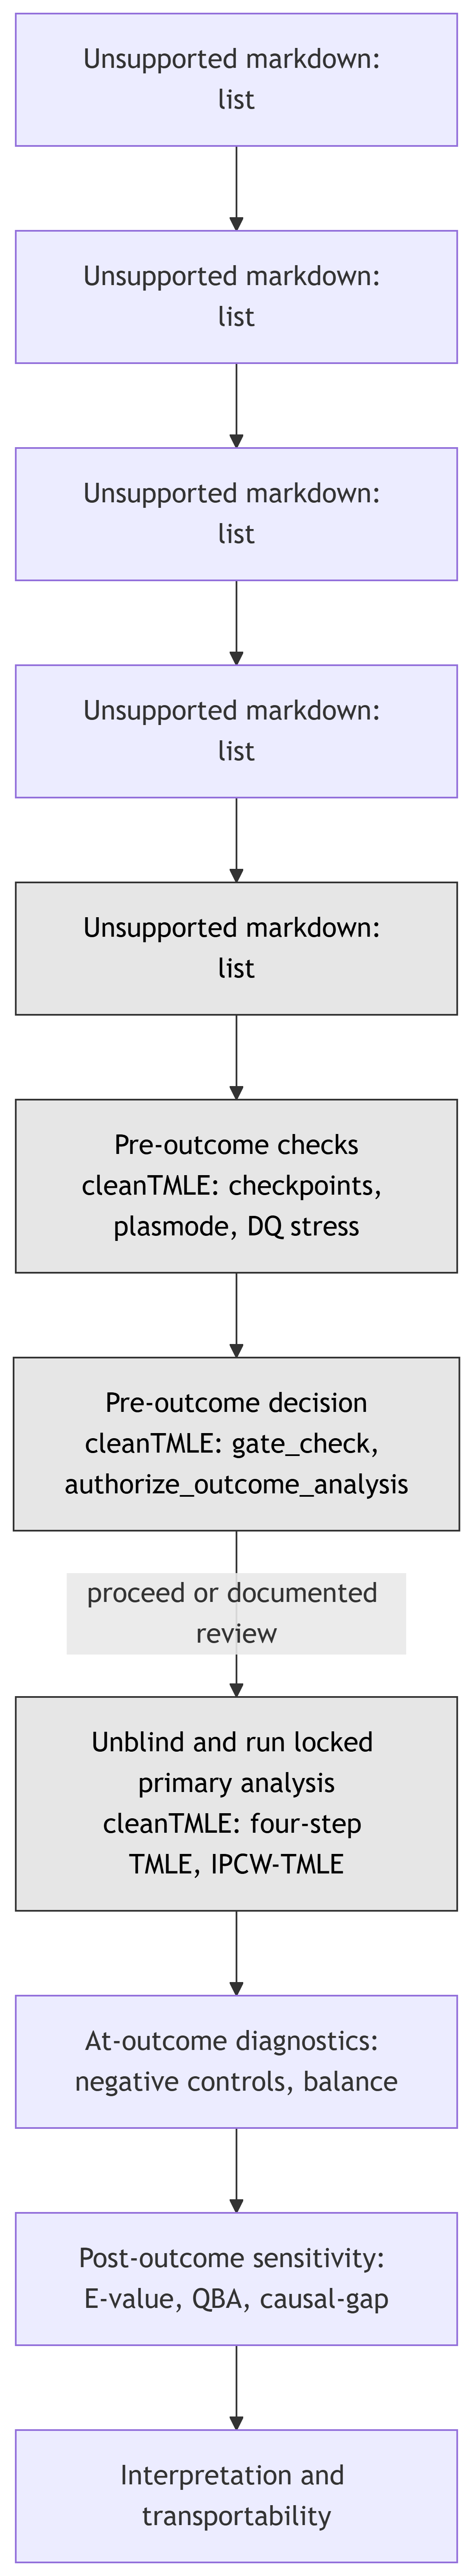 Unsupported markdown:
list
Unsupported markdown:
list
Unsupported markdown:
list
Unsupported markdown:
list
Unsupported markdown:
list
Pre-outcome checks
cleanTMLE: checkpoints,
plasmode, DQ stress
Pre-outcome decision
cleanTMLE: gate_check,
authorize_outcome_analysis
proceed or documented
review
Unblind and run locked
primary analysis
cleanTMLE: four-step
TMLE, IPCW-TMLE
At-outcome diagnostics:
negative controls, balance
Post-outcome sensitivity:
E-value, QBA, causal-gap
Interpretation and
transportability